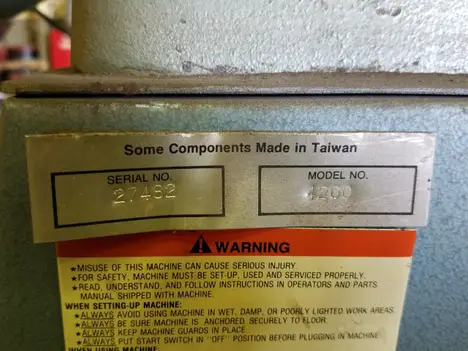 Some Components Made in Taiwan
SERIAL NO. MODEL NO.
27482 4200
⚠ WARNING
★MISUSE OF THIS MACHINE CAN CAUSE SERIOUS INJURY.
★FOR SAFETY, MACHINE MUST BE SET-UP, USED AND SERVICED PROPERLY.
★READ, UNDERSTAND, AND FOLLOW INSTRUCTIONS IN OPERATORS AND PARTS
MANUAL SHIPPED WITH MACHINE.
WHEN SETTING-UP MACHINE:
★ALWAYS AVOID USING MACHINE IN WET, DAMP, OR POORLY LIGHTED WORK AREAS.
★ALWAYS BE SURE MACHINE IS ANCHORED SECURELY TO FLOOR.
★ALWAYS KEEP MACHINE GUARDS IN PLACE.
★ALWAYS PUT START SWITCH IN "OFF" POSITION BEFORE PLUGGING IN MACHINE.
WHEN USING MACHINE: